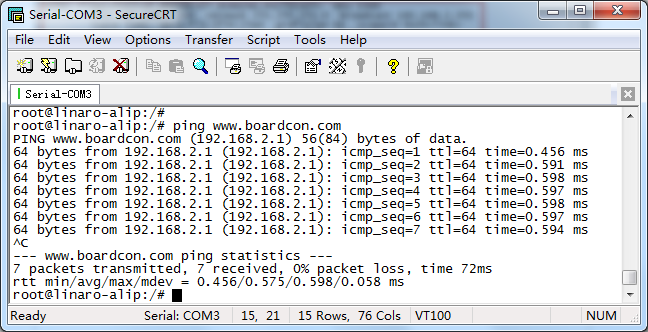 Serial-COM3 - SecureCRT
File Edit View Options Transfer Script Tools Help
Serial-COM3
root@linaro-alip:/#
root@linaro-alip:/# ping www.boardcon.com
PING www.boardcon.com (192.168.2.1) 56(84) bytes of data.
64 bytes from 192.168.2.1 (192.168.2.1): icmp_seq=1 ttl=64 time=0.456 ms
64 bytes from 192.168.2.1 (192.168.2.1): icmp_seq=2 ttl=64 time=0.591 ms
64 bytes from 192.168.2.1 (192.168.2.1): icmp_seq=3 ttl=64 time=0.598 ms
64 bytes from 192.168.2.1 (192.168.2.1): icmp_seq=4 ttl=64 time=0.597 ms
64 bytes from 192.168.2.1 (192.168.2.1): icmp_seq=5 ttl=64 time=0.598 ms
64 bytes from 192.168.2.1 (192.168.2.1): icmp_seq=6 ttl=64 time=0.597 ms
64 bytes from 192.168.2.1 (192.168.2.1): icmp_seq=7 ttl=64 time=0.594 ms
^C
--- www.boardcon.com ping statistics ---
7 packets transmitted, 7 received, 0% packet loss, time 72ms
rtt min/avg/max/mdev = 0.456/0.575/0.598/0.058 ms
root@linaro-alip:/#
Ready Serial: COM3 15, 21 15 Rows, 76 Cols VT100 NUM